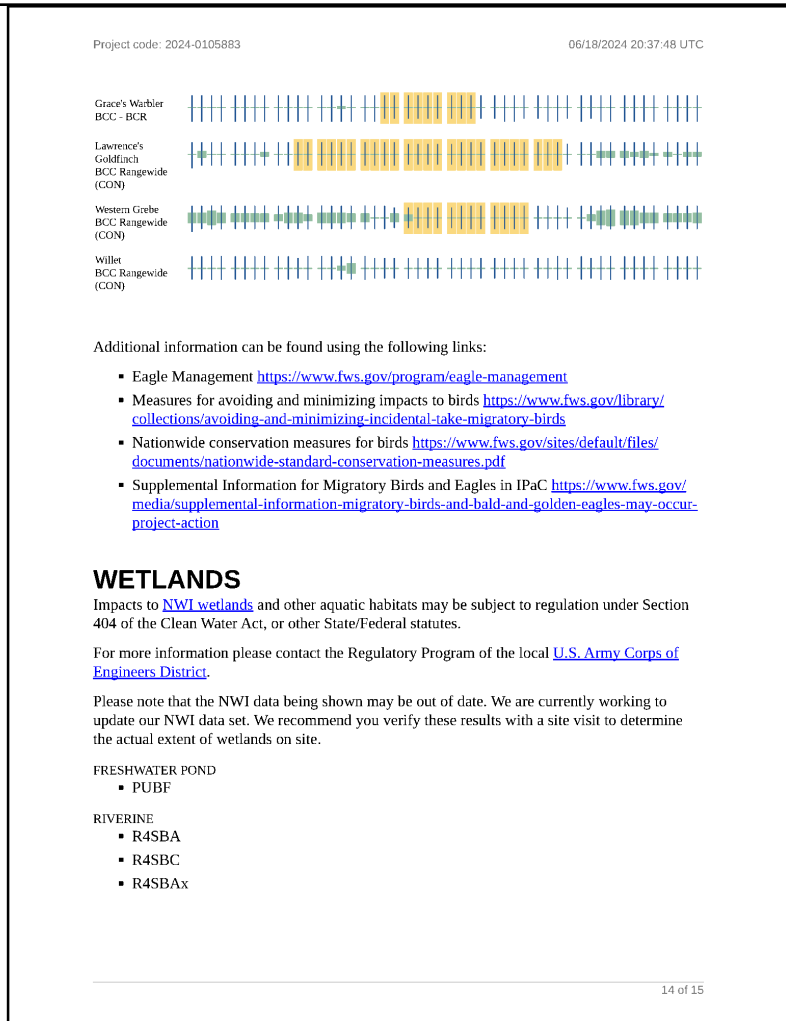 Project code: 2024-0105883 06/18/2024 20:37:48 UTC
Grace's Warbler
BCC - BCR
Lawrence's
Goldfinch
BCC Rangewide
(CON)
Western Grebe
BCC Rangewide
(CON)
Willet
BCC Rangewide
(CON)
Additional information can be found using the following links:
▪ Eagle Management https://www.fws.gov/program/eagle-management
▪ Measures for avoiding and minimizing impacts to birds https://www.fws.gov/library/
collections/avoiding-and-minimizing-incidental-take-migratory-birds
▪ Nationwide conservation measures for birds https://www.fws.gov/sites/default/files/
documents/nationwide-standard-conservation-measures.pdf
▪ Supplemental Information for Migratory Birds and Eagles in IPaC https://www.fws.gov/
media/supplemental-information-migratory-birds-and-bald-and-golden-eagles-may-occur-
project-action
WETLANDS
Impacts to NWI wetlands and other aquatic habitats may be subject to regulation under Section
404 of the Clean Water Act, or other State/Federal statutes.
For more information please contact the Regulatory Program of the local U.S. Army Corps of
Engineers District.
Please note that the NWI data being shown may be out of date. We are currently working to
update our NWI data set. We recommend you verify these results with a site visit to determine
the actual extent of wetlands on site.
FRESHWATER POND
▪ PUBF
RIVERINE
▪ R4SBA
▪ R4SBC
▪ R4SBAx
14 of 15